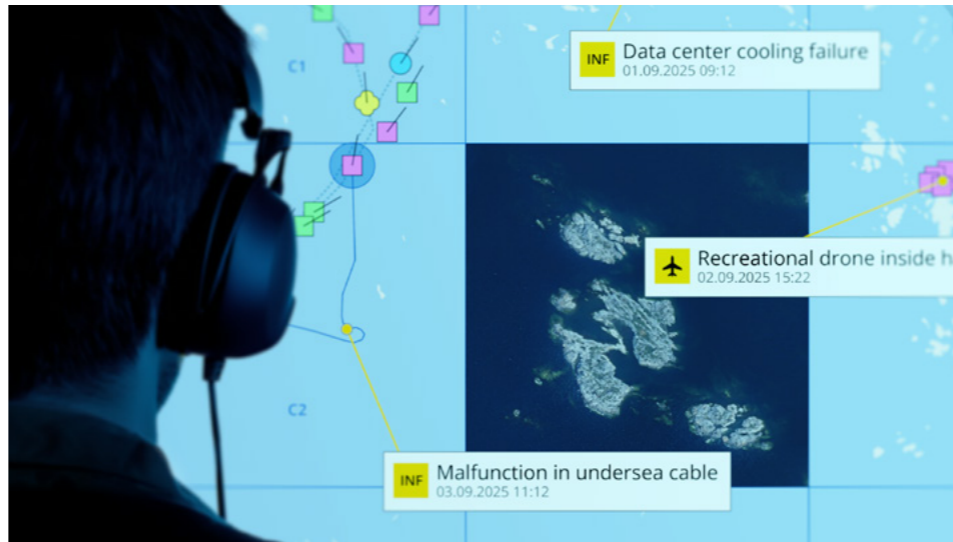 C1
INF
Data center cooling failure
01.09.2025 09:12
Recreational drone inside h
02.09.2025 15:22
C2
INF
Malfunction in undersea cable
03.09.2025 11:12